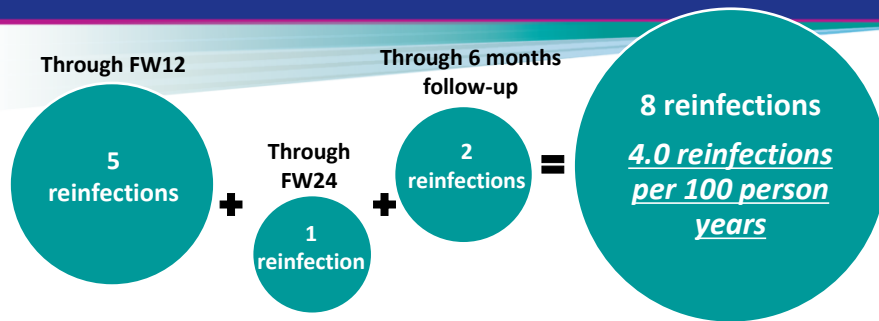 Through FW12
5
reinfections
+
Through
FW24
1
reinfection
+
Through 6 months
follow-up
2
reinfections
=
8 reinfections
4.0 reinfections
per 100 person
years